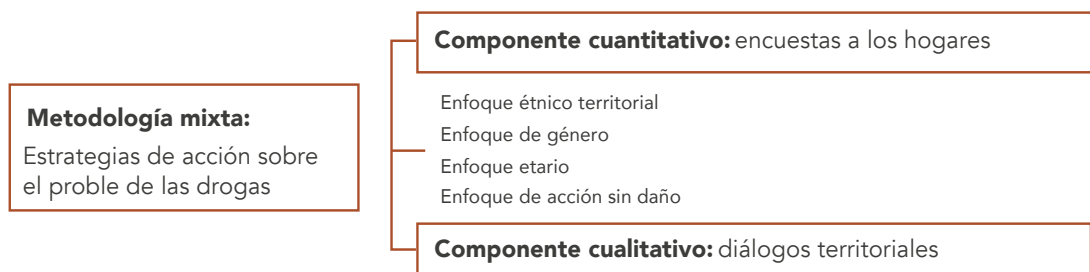 Metodología mixta:
Estrategias de acción sobre
el proble de las drogas
Componente cuantitativo: encuestas a los hogares
Enfoque étnico territorial
Enfoque de género
Enfoque etario
Enfoque de acción sin daño
Componente cualitativo: diálogos territoriales